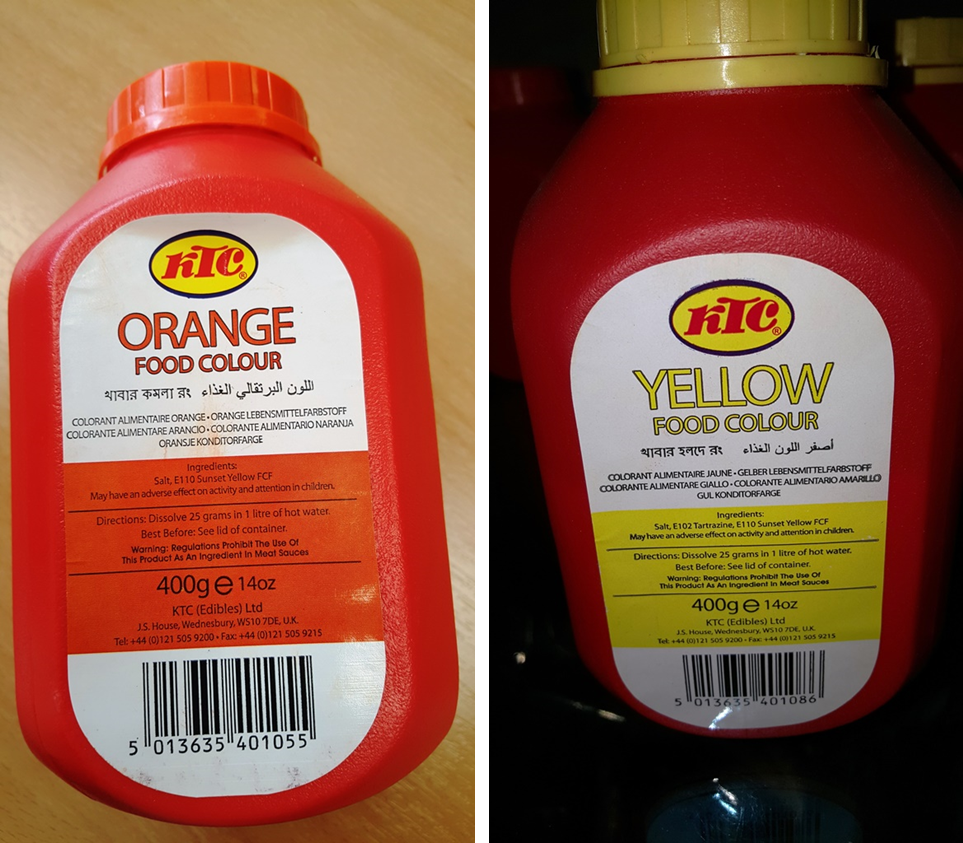 KTC®
ORANGE
FOOD COLOUR
খাবার কমলা রং اللون البرتقالي الغذاء
COLORANT ALIMENTAIRE ORANGE • ORANGE LEBENSMITTELFARBSTOFF
COLORANTE ALIMENTARE ARANCIO • COLORANTE ALIMENTARIO NARANJA
ORANSJE KONDITORFARGE
Ingredients:
Salt, E110 Sunset Yellow FCF
May have an adverse effect on activity and attention in children.
Directions: Dissolve 25 grams in 1 litre of hot water.
Best Before: See lid of container.
Warning: Regulations Prohibit The Use Of
This Product As An Ingredient In Meat Sauces
400g ℮ 14oz
KTC (Edibles) Ltd
J.S. House, Wednesbury, WS10 7DE, U.K.
Tel: +44 (0)121 505 9200 • Fax: +44 (0)121 505 9215
5 013635 401055
KTC®
YELLOW
FOOD COLOUR
খাবার হলদে রং أصفر اللون الغذاء
COLORANT ALIMENTAIRE JAUNE • GELBER LEBENSMITTELFARBSTOFF
COLORANTE ALIMENTARE GIALLO • COLORANTE ALIMENTARIO AMARILLO
GUL KONDITORFARGE
Ingredients:
Salt, E102 Tartrazine, E110 Sunset Yellow FCF
May have an adverse effect on activity and attention in children.
Directions: Dissolve 25 grams in 1 litre of hot water.
Best Before: See lid of container.
Warning: Regulations Prohibit The Use Of
This Product As An Ingredient In Meat Sauces
400g ℮ 14oz
KTC (Edibles) Ltd
J.S. House, Wednesbury, WS10 7DE, U.K.
Tel: +44 (0)121 505 9200 • Fax: +44 (0)121 505 9215
5 013635 401086